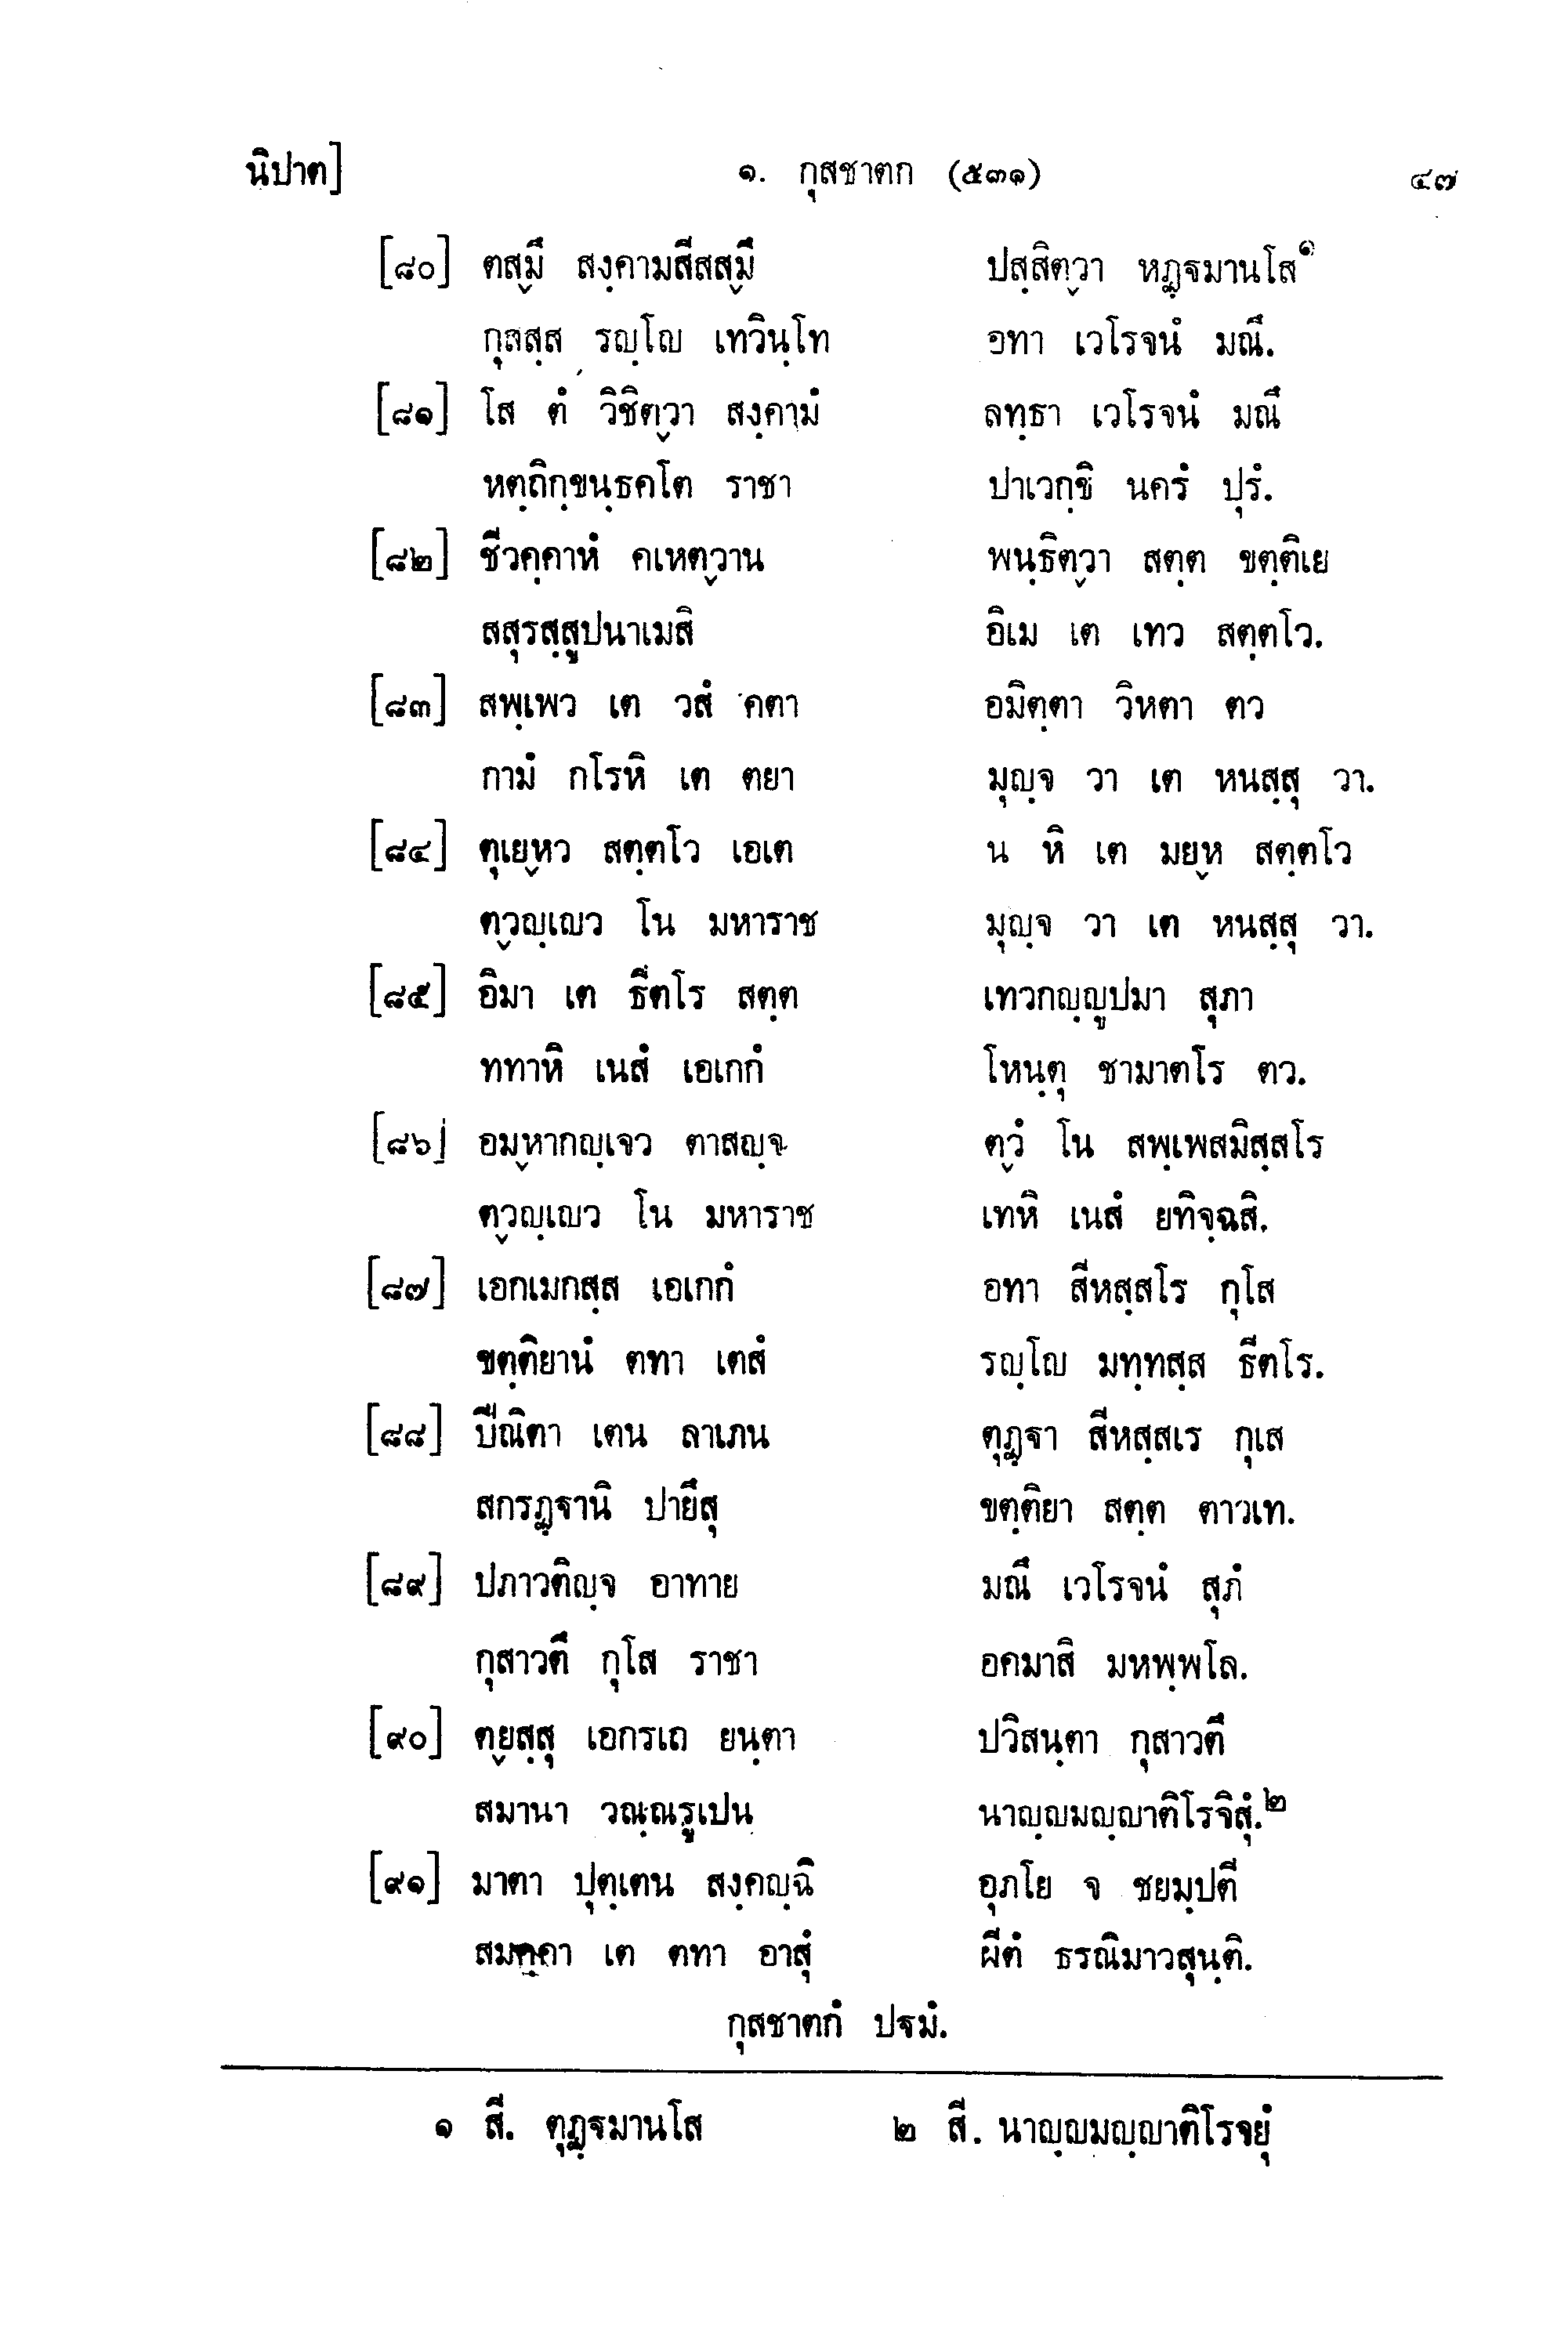 นิปาต] ๑. กุสชาตก (๕๓๑) ๔๗
[๘๐] ตสฺมึ สงฺคามสีสสฺมึ ปสฺสิตฺวา หฏฺฐมานโส๑
กุสสฺส รญฺโญ เทวินฺโท อทา เวโรจนํ มณึ.
[๘๑] โส ตํ วิชิตฺวา สงฺคามํ ลทฺธา เวโรจนํ มณึ
หตฺถิกฺขนฺธคโต ราชา ปาเวกฺขิ นครํ ปุรํ.
[๘๒] ชีวคฺคาหํ คเหตฺวาน พนฺธิตฺวา สตฺต ขตฺติเย
สสุรสฺสูปนาเมสิ อิเม เต เทว สตฺตโว.
[๘๓] สพฺเพว เต วสํ คตา อมิตฺตา วิหตา ตว
กามํ กโรหิ เต ตยา มุญฺจ วา เต หนสฺสุ วา.
[๘๔] ตุเยฺหว สตฺตโว เอเต น หิ เต มยฺห สตฺตโว
ตฺวญฺเญว โน มหาราช มุญฺจ วา เต หนสฺสุ วา.
[๘๕] อิมา เต ธีตโร สตฺต เทวกญฺญูปมา สุภา
ททาหิ เนสํ เอเกกํ โหนฺตุ ชามาตโร ตว.
[๘๖] อมฺหากญฺเจว ตาสญฺจ ตฺวํ โน สพฺเพสมิสฺสโร
ตฺวญฺเญว โน มหาราช เทหิ เนสํ ยทิจฺฉสิ.
[๘๗] เอกเมกสฺส เอเกกํ อทา สีหสฺสโร กุโส
ขตฺติยานํ ตทา เตสํ รญฺโญ มทฺทสฺส ธีตโร.
[๘๘] ปีณิตา เตน ลาเภน ตุฏฺฐา สีหสฺสเร กุเส
สกรฏฺฐานิ ปายึสุ ขตฺติยา สตฺต ตาวเท.
[๘๙] ปภาวติญฺจ อาทาย มณึ เวโรจนํ สุภํ
กุสาวตึ กุโส ราชา อคมาสิ มหพฺพโล.
[๙๐] ตฺยสฺสุ เอกรเถ ยนฺตา ปวิสนฺตา กุสาวตึ
สมานา วณฺณรูเปน นาญฺญมญฺญาติโรจิสุํ.๒
[๙๑] มาตา ปุตฺเตน สงฺคญฺฉิ อุภโย จ ชยมฺปตี
สมคฺคา เต ตทา อาสุํ ผีตํ ธรณิมาวสุนฺติ.
กุสชาตกํ ปฐมํ.
๑ สี. ตุฏฺฐมานโส ๒ สี. นาญฺญมญฺญาติโรจยุํ